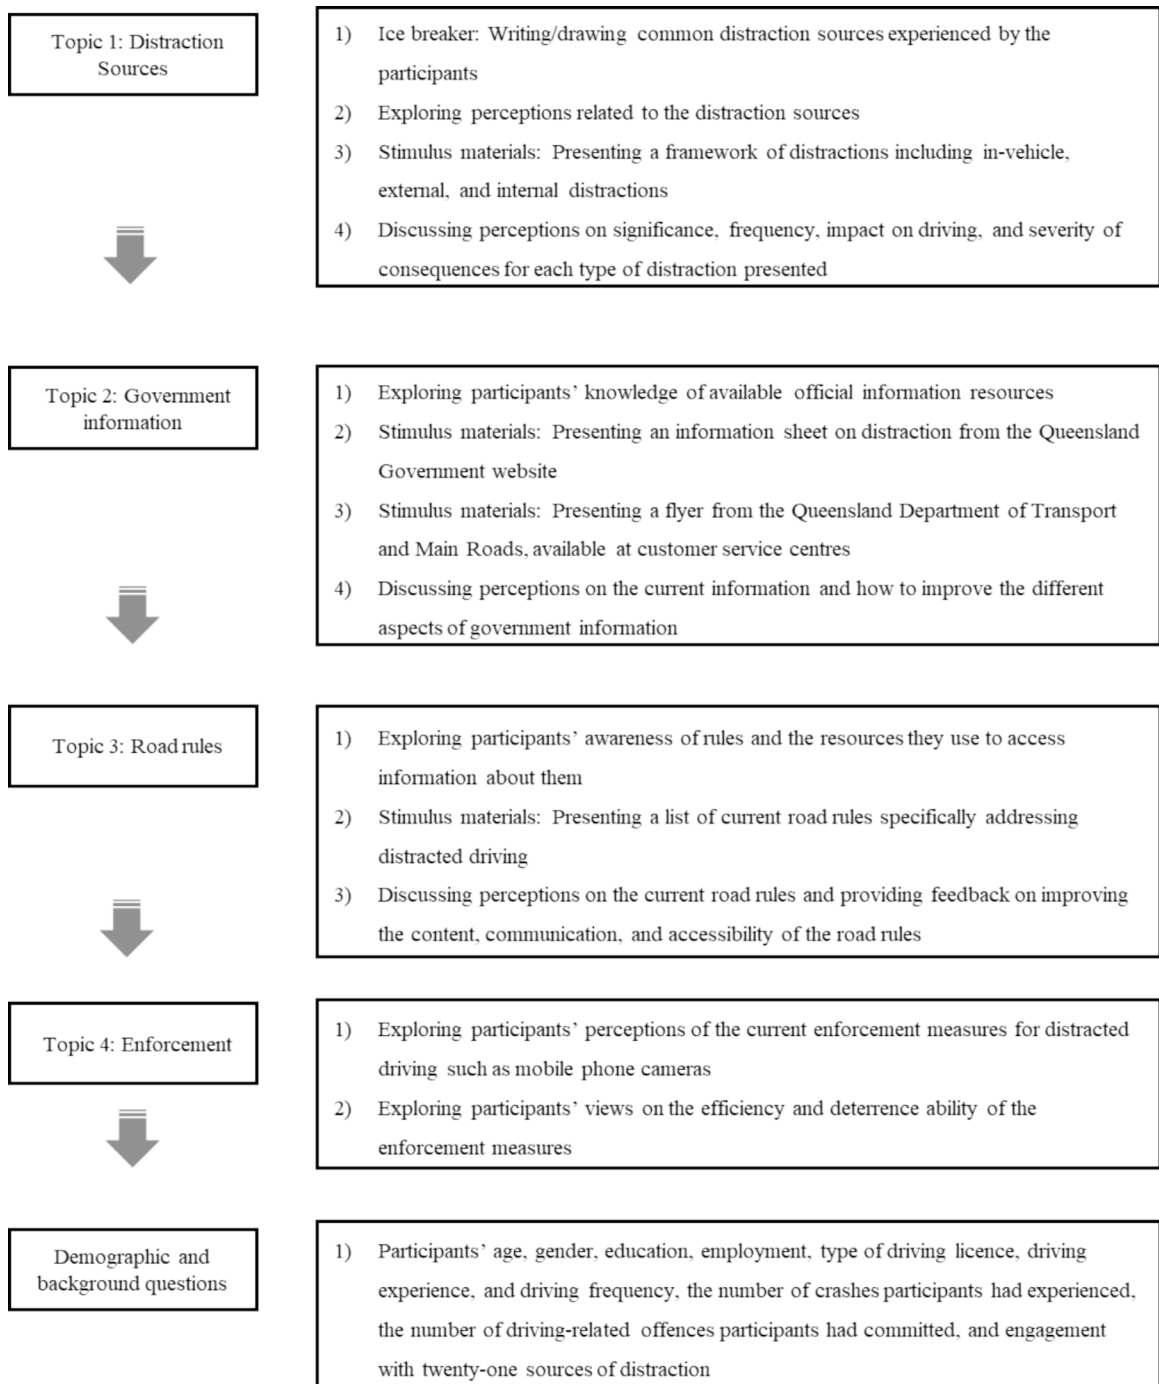 Topic 1: Distraction
Sources
1) Ice breaker: Writing/drawing common distraction sources experienced by the
participants
2) Exploring perceptions related to the distraction sources
3) Stimulus materials: Presenting a framework of distractions including in-vehicle,
external, and internal distractions
4) Discussing perceptions on significance, frequency, impact on driving, and severity of
consequences for each type of distraction presented
Topic 2: Government
information
1) Exploring participants’ knowledge of available official information resources
2) Stimulus materials: Presenting an information sheet on distraction from the Queensland
Government website
3) Stimulus materials: Presenting a flyer from the Queensland Department of Transport
and Main Roads, available at customer service centres
4) Discussing perceptions on the current information and how to improve the different
aspects of government information
Topic 3: Road rules
1) Exploring participants’ awareness of rules and the resources they use to access
information about them
2) Stimulus materials: Presenting a list of current road rules specifically addressing
distracted driving
3) Discussing perceptions on the current road rules and providing feedback on improving
the content, communication, and accessibility of the road rules
Topic 4: Enforcement
1) Exploring participants’ perceptions of the current enforcement measures for distracted
driving such as mobile phone cameras
2) Exploring participants’ views on the efficiency and deterrence ability of the
enforcement measures
Demographic and
background questions
1) Participants’ age, gender, education, employment, type of driving licence, driving
experience, and driving frequency, the number of crashes participants had experienced,
the number of driving-related offences participants had committed, and engagement
with twenty-one sources of distraction